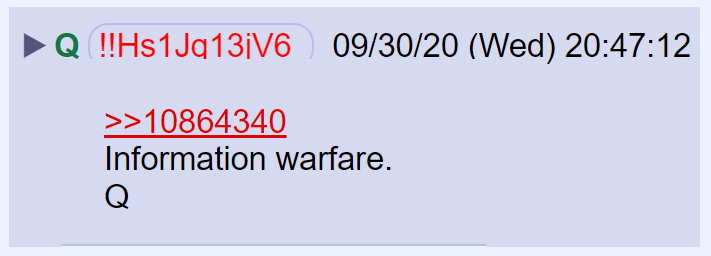 ▶ Q !!Hs1Jq13jV6 09/30/20 (Wed) 20:47:12
>>10864340
Information warfare.
Q